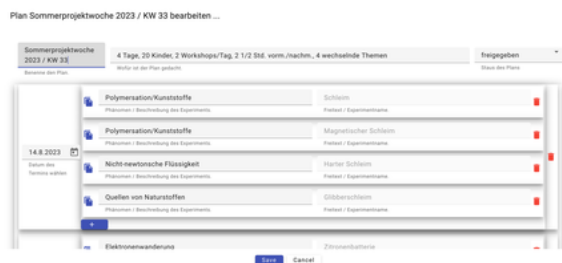 Plan Sommerprojektwoche 2023 / KW 33 bearbeiten ...
Sommerprojektwoche
2023 / KW 33
Benenne den Plan
4 Tage, 20 Kinder, 2 Workshops/Tag, 2 1/2 Std. vorm./nachm., 4 wechselnde Themen
Wofür ist der Plan gedacht.
freigegeben
Staus des Plans
14.8.2023
Datum des
Termins wählen
Polymersation/Kunststoffe
Phänomen / Beschreibung des Experiments.
Schleim
Freitext / Experimentname.
Polymersation/Kunststoffe
Phänomen / Beschreibung des Experiments.
Magnetischer Schleim
Freitext / Experimentname.
Nicht-newtonsche Flüssigkeit
Phänomen / Beschreibung des Experiments.
Harter Schleim
Freitext / Experimentname.
Quellen von Naturstoffen
Phänomen / Beschreibung des Experiments.
Glibberschleim
Freitext / Experimentname.
+
Elektronenwanderung
Zitronenbatterie
Save Cancel